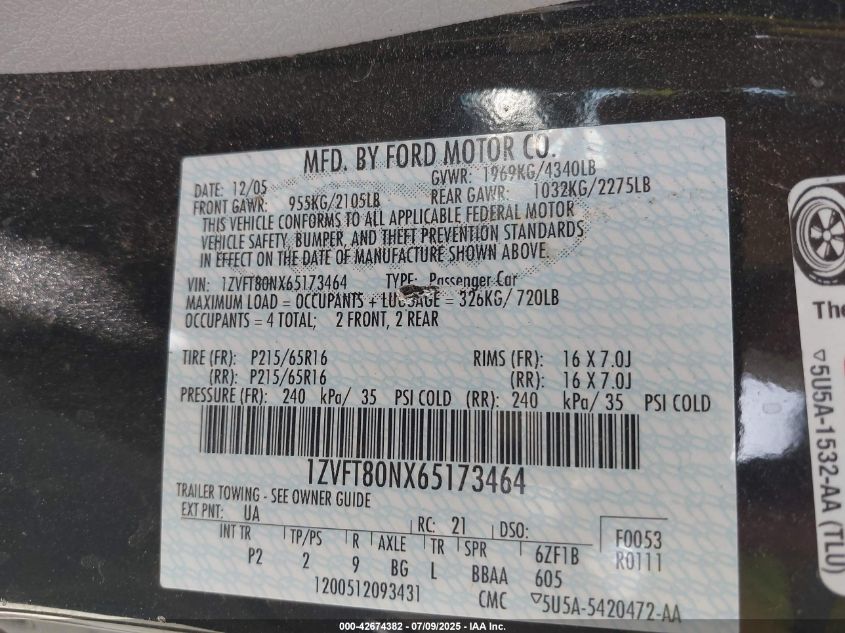 MFD. BY FORD MOTOR CO.
DATE: 12/05 GVWR: 1969KG/4340LB
FRONT GAWR: 955KG/2105LB REAR GAWR: 1032KG/2275LB
THIS VEHICLE CONFORMS TO ALL APPLICABLE FEDERAL MOTOR
VEHICLE SAFETY, BUMPER, AND THEFT PREVENTION STANDARDS
IN EFFECT ON THE DATE OF MANUFACTURE SHOWN ABOVE.
VIN: 1ZVFT80NX65173464 TYPE: Passenger Car
MAXIMUM LOAD = OCCUPANTS + LUGGAGE = 326KG/ 720LB
OCCUPANTS = 4 TOTAL; 2 FRONT, 2 REAR
TIRE (FR): P215/65R16 RIMS (FR): 16 X 7.0J
(RR): P215/65R16 (RR): 16 X 7.0J
PRESSURE (FR): 240 kPa/ 35 PSI COLD (RR): 240 kPa/ 35 PSI COLD
1ZVFT80NX65173464
TRAILER TOWING - SEE OWNER GUIDE
EXT PNT: UA RC: 21 DSO: F0053
INT TR TP/PS R AXLE TR SPR 6ZF1B R0111
P2 2 9 BG L BBAA 605
1200512093431 CMC ▽5U5A-5420472-AA
The
▽5U5A-1532-AA (TLU)
000-42674382 | 07/09/2025 - IAA, Inc.